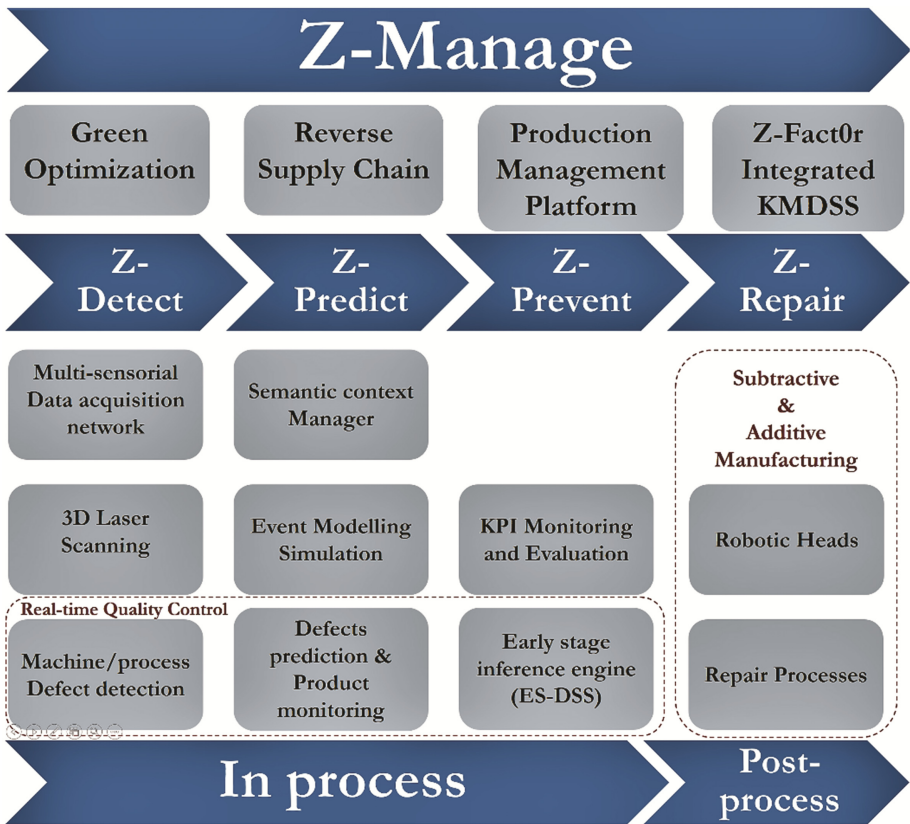 Z-Manage
Green
Optimization
Reverse
Supply Chain
Production
Management
Platform
Z-Fact0r
Integrated
KMDSS
Z-
Detect
Z-
Predict
Z-
Prevent
Z-
Repair
Multi-sensorial
Data acquisition
network
Semantic context
Manager
Subtractive
&
Additive
Manufacturing
3D Laser
Scanning
Event Modelling
Simulation
KPI Monitoring
and Evaluation
Robotic Heads
Real-time Quality Control
Machine/process
Defect detection
Defects
prediction &
Product
monitoring
Early stage
inference engine
(ES-DSS)
Repair Processes
In process
Post-
process